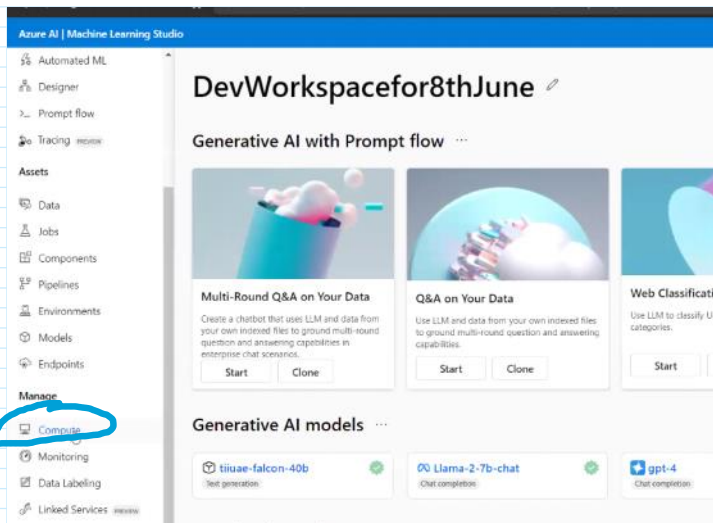 Azure AI | Machine Learning Studio
Automated ML
Designer
Prompt flow
Tracing PREVIEW
Assets
Data
Jobs
Components
Pipelines
Environments
Models
Endpoints
Manage
Compute
Monitoring
Data Labeling
Linked Services PREVIEW
DevWorkspacefor8thJune
Generative AI with Prompt flow ...
Multi-Round Q&A on Your Data
Create a chatbot that uses LLM and data from
your own indexed files to ground multi-round
question and answering capabilities in
enterprise chat scenarios.
Start Clone
Q&A on Your Data
Use LLM and data from your own indexed files
to ground multi-round question and answering
capabilities.
Start Clone
Web Classificati
Use LLM to classify U
categories.
Start
Generative AI models ...
tiiuae-falcon-40b
Text generation
Llama-2-7b-chat
Chat completion
gpt-4
Chat completion